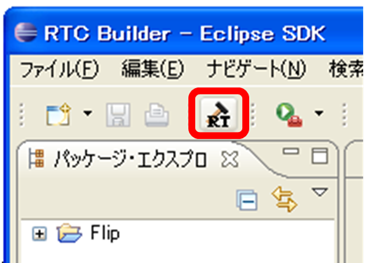 RTC Builder - Eclipse SDK
ファイル(F) 編集(E) ナビゲート(N) 検索
RT
パッケージ・エクスプロ
Flip